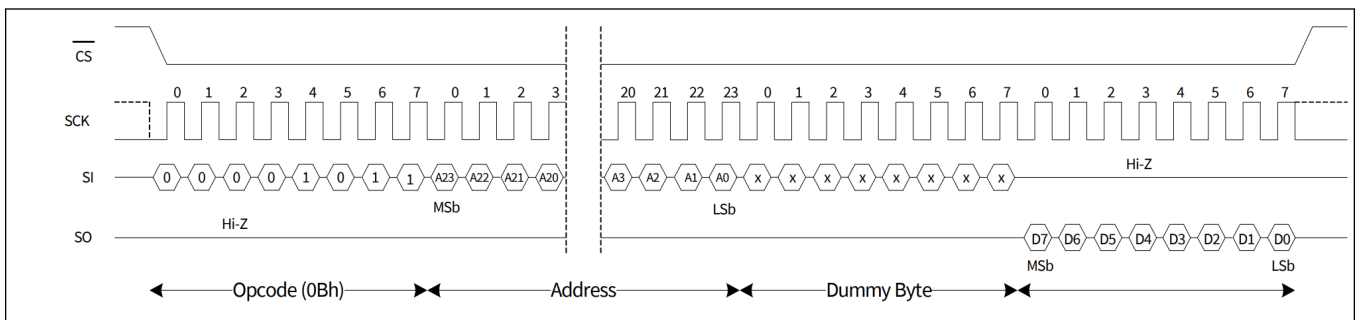 CS
0 1 2 3 4 5 6 7 0 1 2 3 20 21 22 23 0 1 2 3 4 5 6 7 0 1 2 3 4 5 6 7
SCK
Hi-Z
SI 0 0 0 0 1 0 1 1 A23 A22 A21 A20 A3 A2 A1 A0 x x x x x x x x
MSb LSb
Hi-Z
SO D7 D6 D5 D4 D3 D2 D1 D0
MSb LSb
Opcode (0Bh) Address Dummy Byte